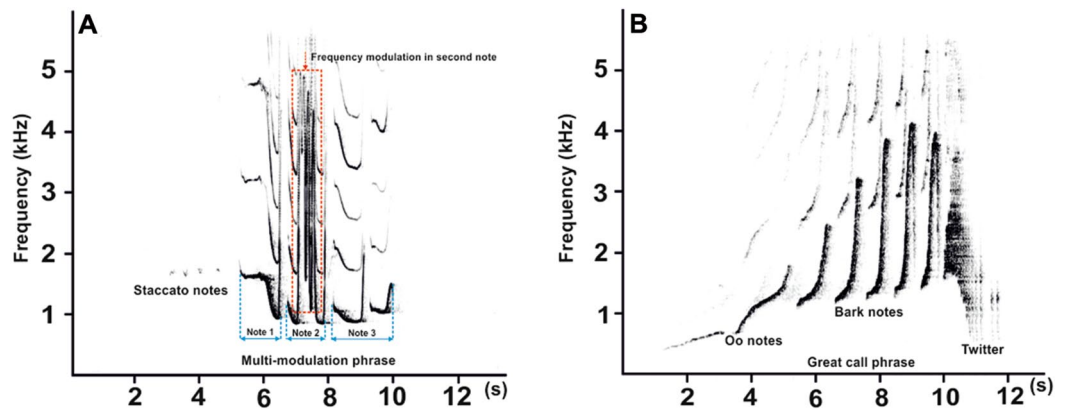 A
Frequency modulation in second note
5
4
3
2
1
Frequency (kHz)
Staccato notes
Note 1
Note 2
Note 3
Multi-modulation phrase
2
4
6
8
10
12
(s)
B
5
4
3
2
1
Frequency (kHz)
Oo notes
Bark notes
Twitter
Great call phrase
2
4
6
8
10
12
(s)